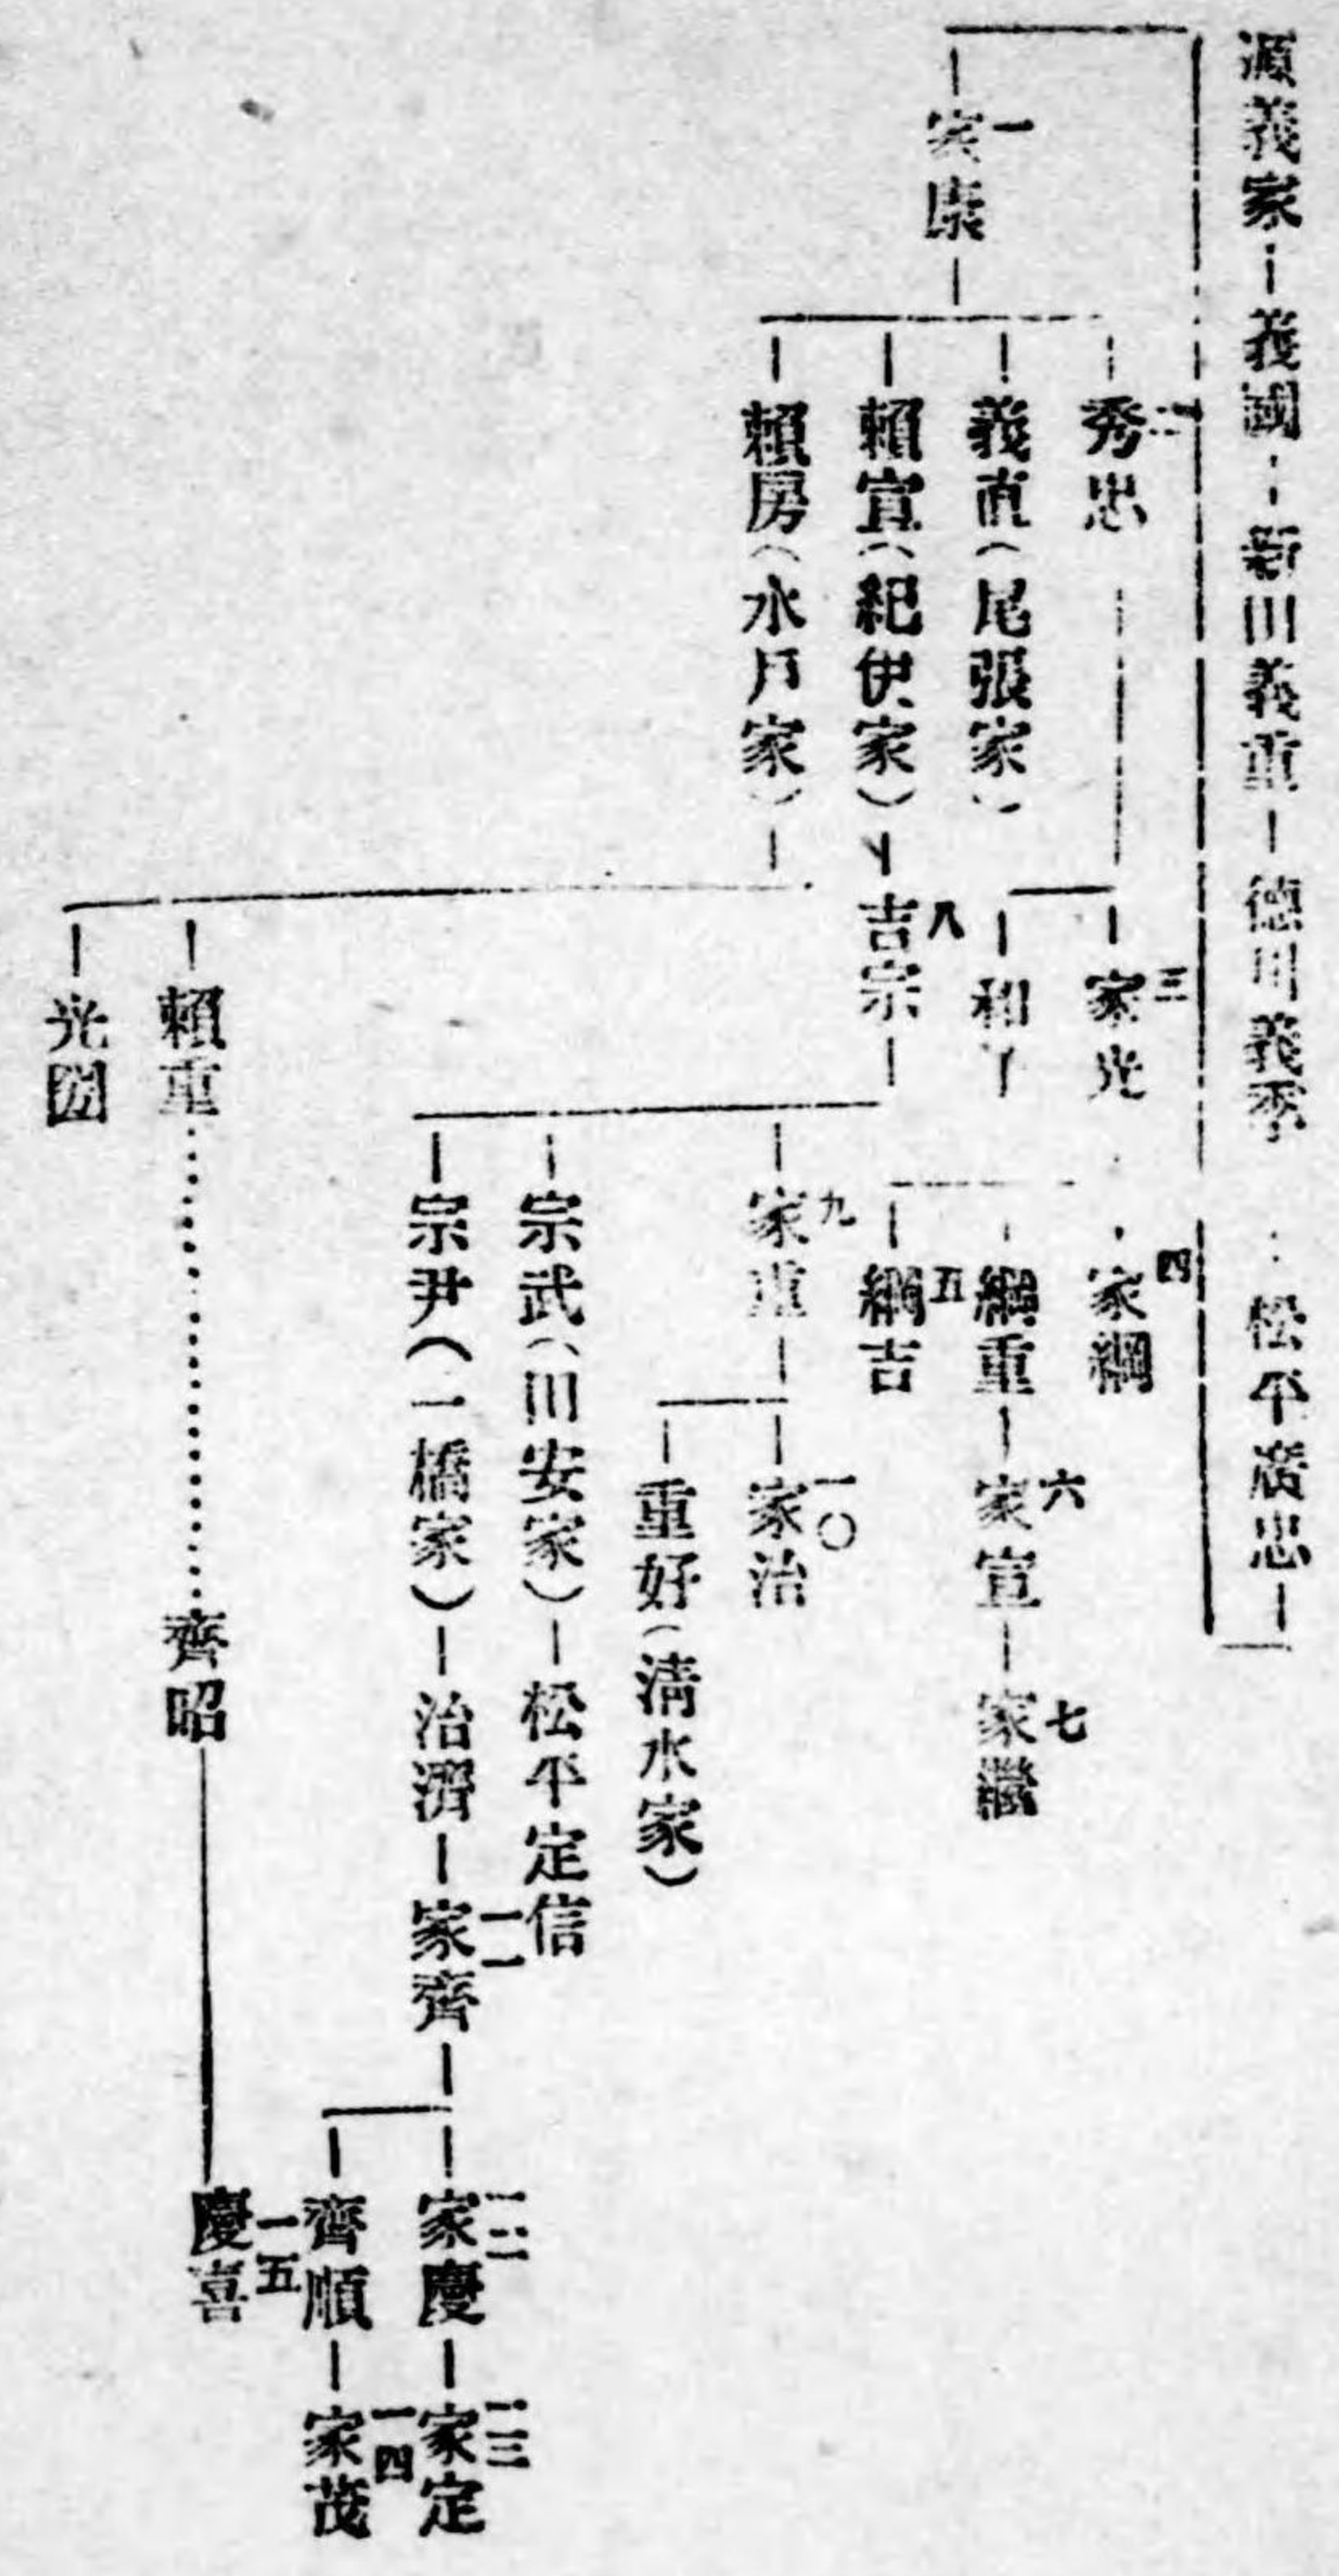 源義家―義國―新田義重―德川義季…松平廣忠
一 家康
二 秀忠
義直(尾張家)
賴宣(紀伊家)―八 吉宗
賴房(水戶家)
三 家光
和子
四 家綱
綱重―六 家宣―七 家繼
五 綱吉
九 家重
一〇 家治
重好(淸水家)
宗武(田安家)―松平定信
宗尹(一橋家)―治濟―一一 家齊
一二 家慶―一三 家定
齊順―一四 家茂
賴重………齊昭―一五 慶喜
光圀